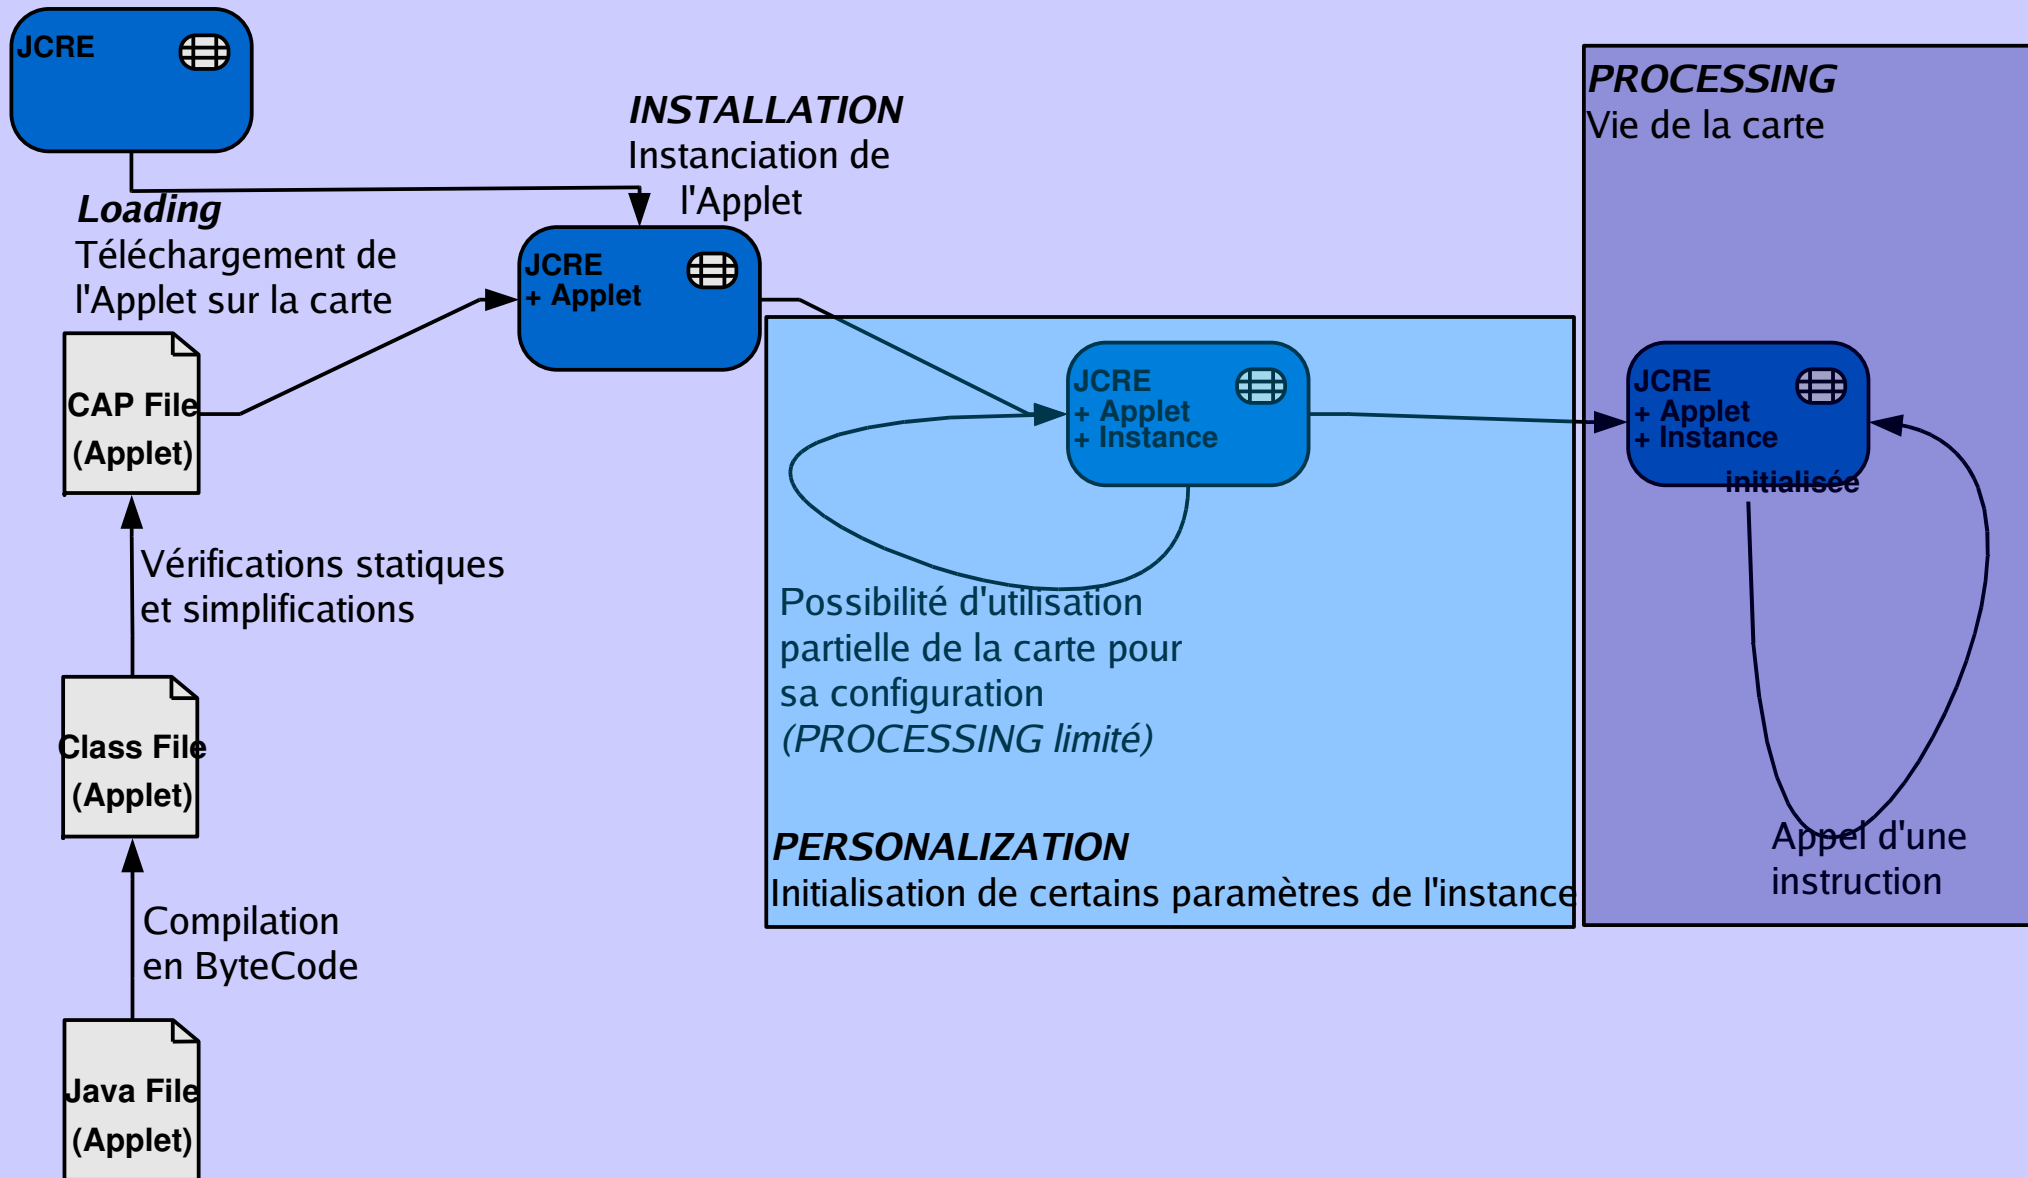 JCRE
INSTALLATION
Instanciation de
l'Applet
PROCESSING
Vie de la carte
Loading
Téléchargement de
l'Applet sur la carte
JCRE
+ Applet
CAP File
(Applet)
JCRE
+ Applet
+ Instance
JCRE
+ Applet
+ Instance
initialisée
Vérifications statiques
et simplifications
Possibilité d'utilisation
partielle de la carte pour
sa configuration
(PROCESSING limité)
Class File
(Applet)
PERSONALIZATION
Initialisation de certains paramètres de l'instance
Appel d'une
instruction
Compilation
en ByteCode
Java File
(Applet)